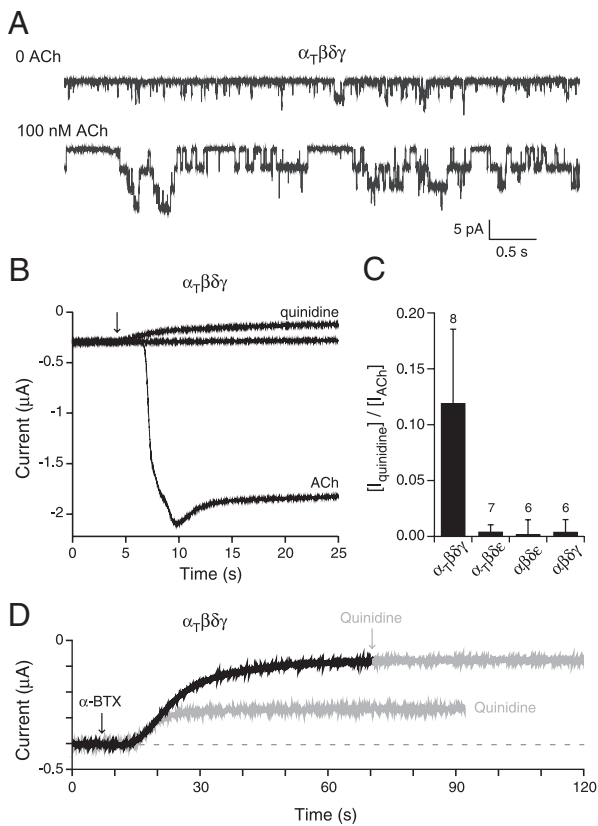 A
αTβδγ
0 ACh
100 nM ACh
5 pA
0.5 s
B
αTβδγ
quinidine
ACh
0
-0.5
-1
-1.5
-2
Current (μA)
0 5 10 15 20 25
Time (s)
C
[Iquinidine] / [IACh]
0.20
0.15
0.10
0.05
0.00
8
7
6
6
αTβδγ
αTβδε
αβδε
αβδγ
D
αTβδγ
Quinidine
α-BTX
Quinidine
0
-0.5
Current (μA)
0 30 60 90 120
Time (s)